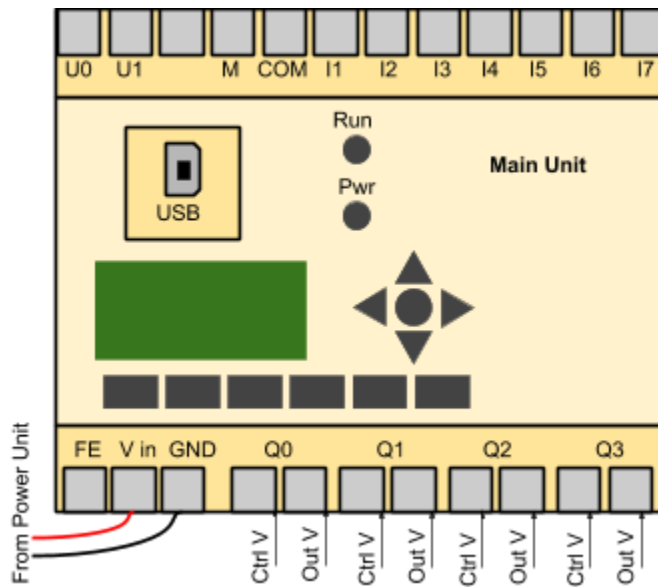 U0 U1 M COM I1 I2 I3 I4 I5 I6 I7
Run
Main Unit
Pwr
USB
FE V in GND Q0 Q1 Q2 Q3
From Power Unit
Ctrl V Out V Ctrl V Out V Ctrl V Out V Ctrl V Out V